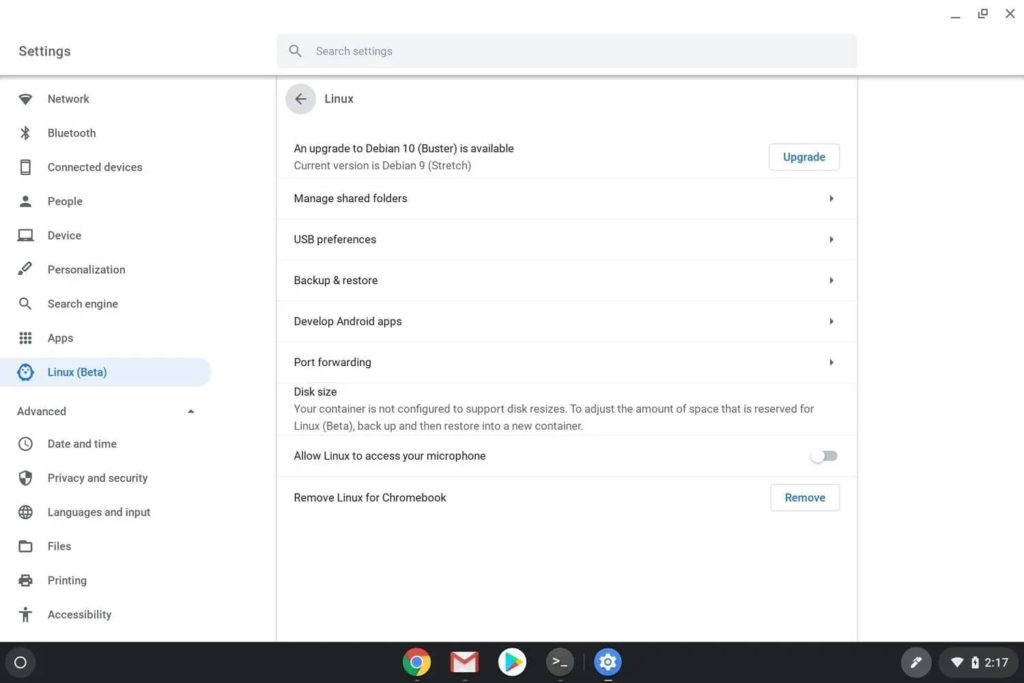 Settings
Search settings
Network
Bluetooth
Connected devices
People
Device
Personalization
Search engine
Apps
Linux (Beta)
Advanced
Date and time
Privacy and security
Languages and input
Files
Printing
Accessibility
Linux
An upgrade to Debian 10 (Buster) is available
Current version is Debian 9 (Stretch)
Upgrade
Manage shared folders
USB preferences
Backup & restore
Develop Android apps
Port forwarding
Disk size
Your container is not configured to support disk resizes. To adjust the amount of space that is reserved for
Linux (Beta), back up and then restore into a new container.
Allow Linux to access your microphone
Remove Linux for Chromebook
Remove
>_
2:17